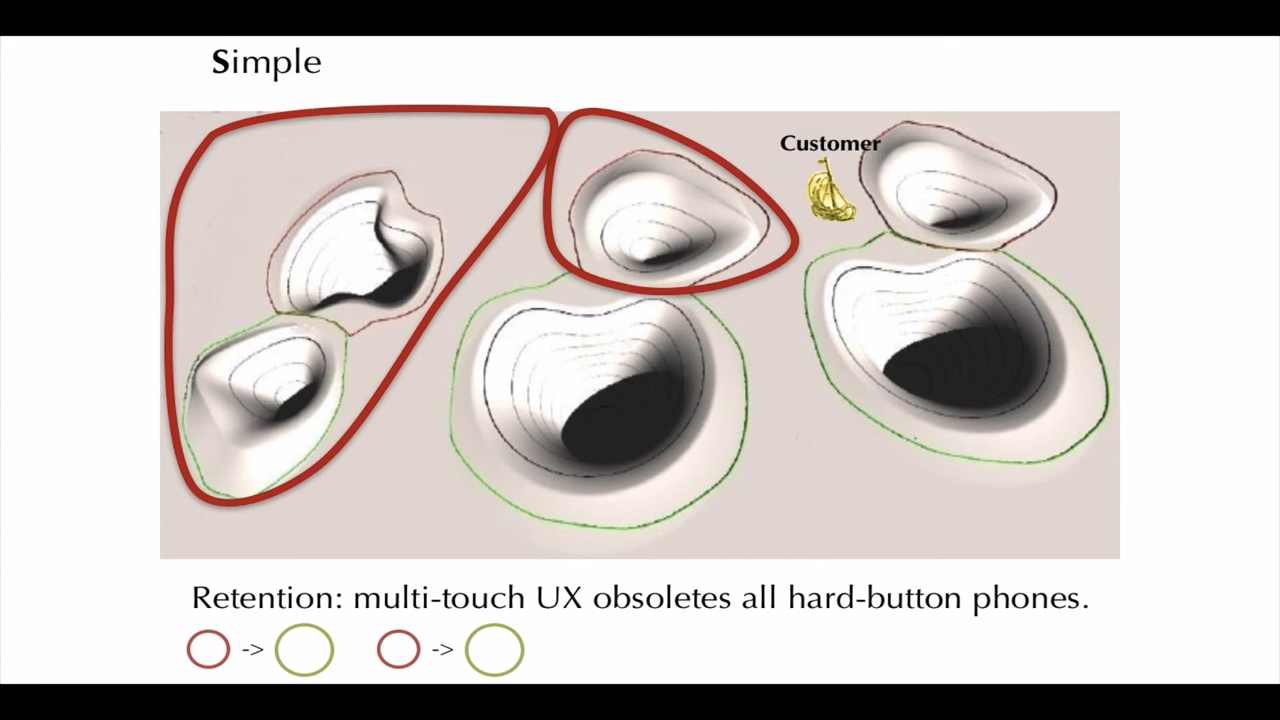 Simple
Customer
Retention: multi-touch UX obsoletes all hard-button phones.
-> ->